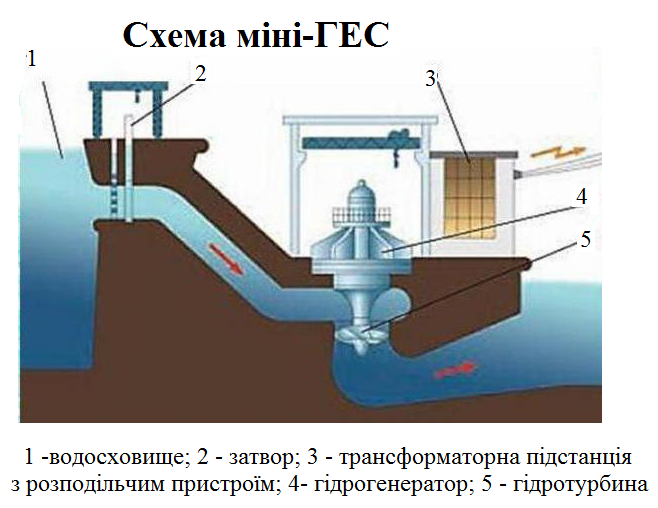 Схема міні-ГЕС
1
2
3
4
5
1 -водосховище; 2 - затвор; 3 - трансформаторна підстанція
з розподільчим пристроїм; 4- гідрогенератор; 5 - гідротурбина